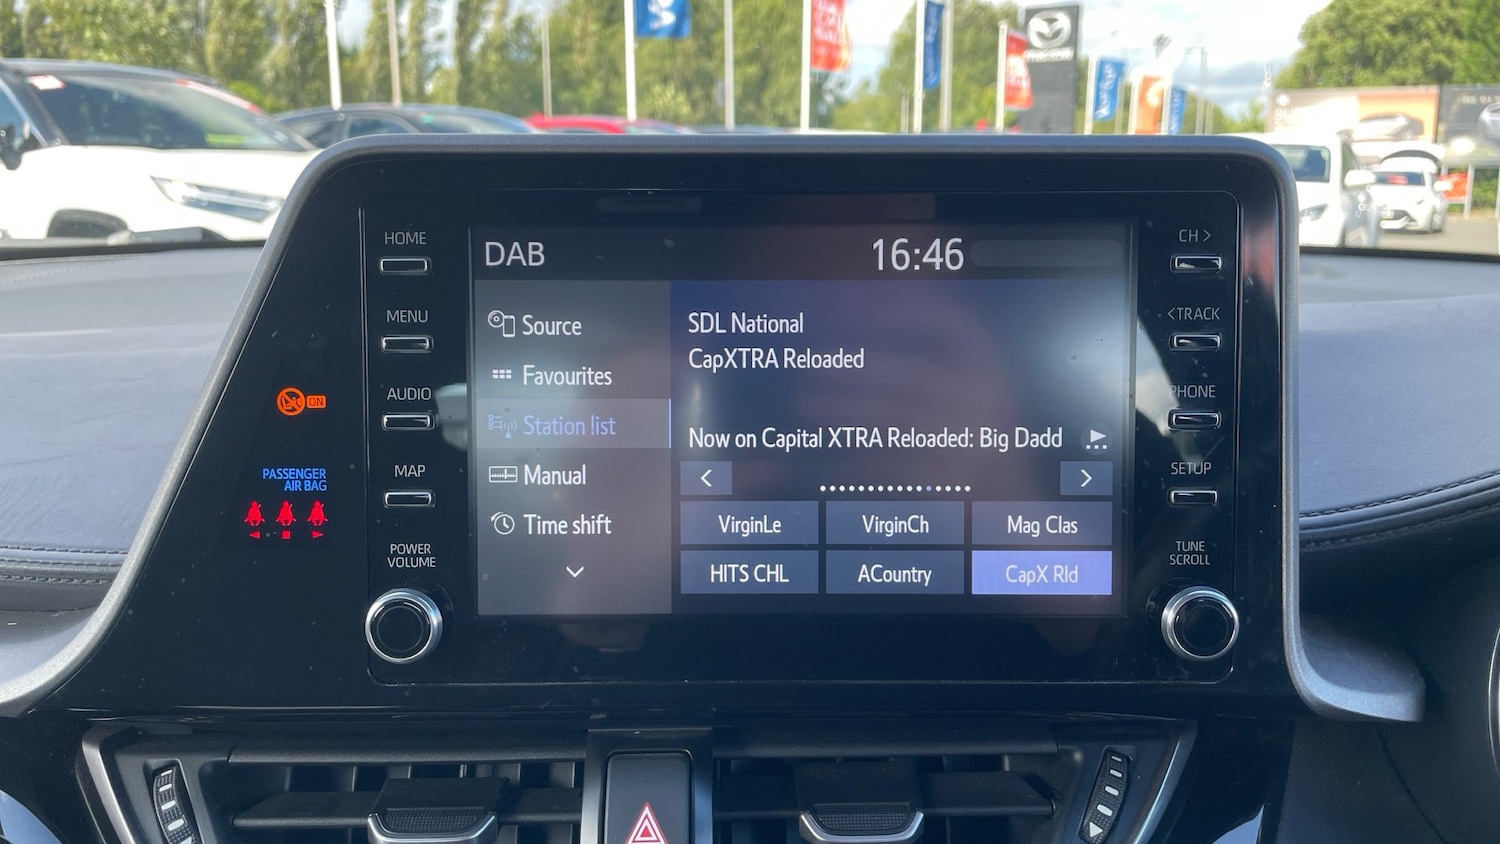 mazda
HOME
MENU
AUDIO
MAP
POWER
VOLUME
ON
PASSENGER
AIR BAG
DAB
16:46
Source
Favourites
Station list
Manual
Time shift
SDL National
CapXTRA Reloaded
Now on Capital XTRA Reloaded: Big Dadd
<
>
VirginLe
VirginCh
Mag Clas
HITS CHL
ACountry
CapX Rld
CH >
<TRACK
PHONE
SETUP
TUNE
SCROLL